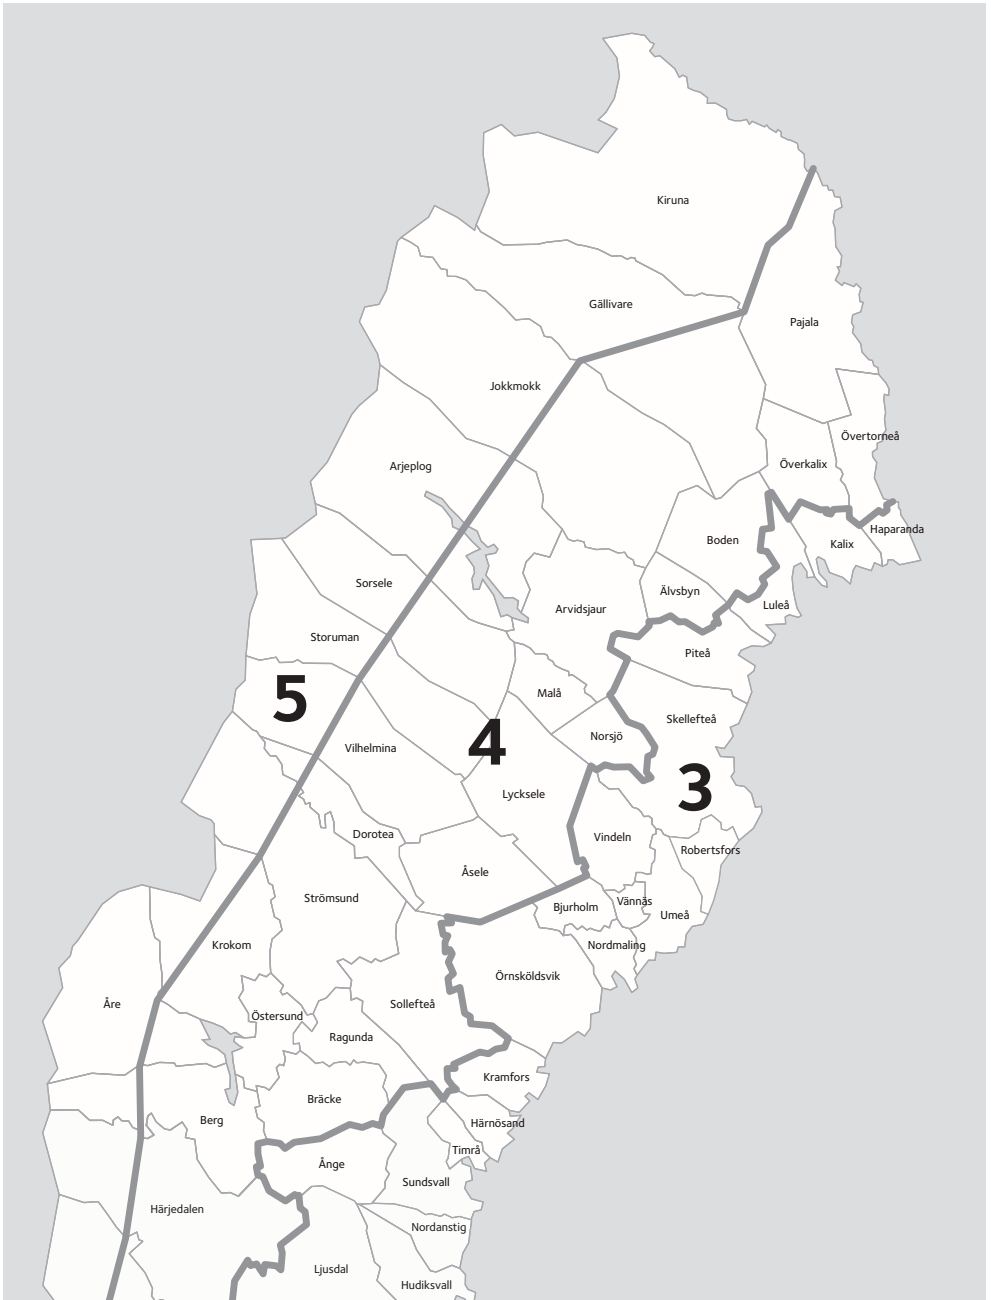 Kiruna
Gällivare
Pajala
Jokkmokk
Övertorneå
Överkalix
Arjeplog
Haparanda
Boden
Kalix
Sorsele
Älvsbyn
Luleå
Arvidsjaur
Storuman
Piteå
Malå
5
Skellefteå
Norsjö
4
Vilhelmina
3
Lycksele
Dorotea
Vindeln
Robertsfors
Åsele
Strömsund
Vännäs
Bjurholm
Umeå
Krokom
Nordmaling
Örnsköldsvik
Åre
Sollefteå
Östersund
Ragunda
Kramfors
Bräcke
Berg
Härnösand
Timrå
Ånge
Sundsvall
Härjedalen
Nordanstig
Ljusdal
Hudiksvall